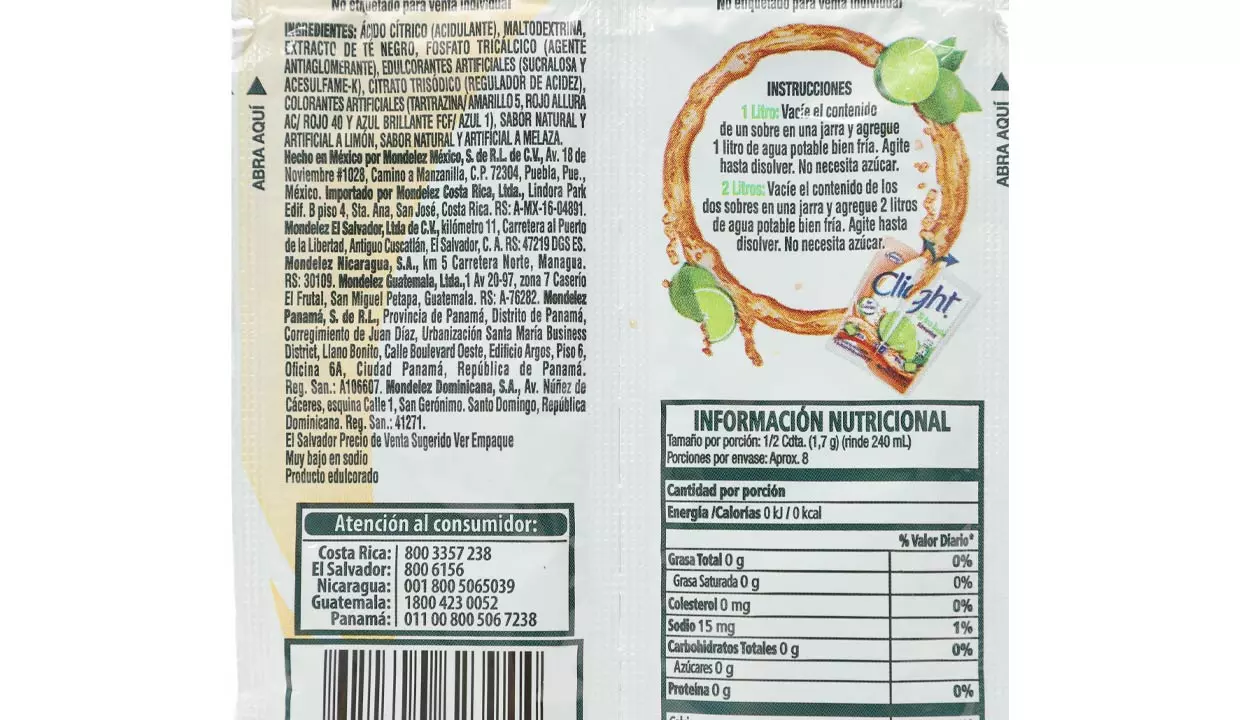 No etiquetado para venta individual
INGREDIENTES: ÁCIDO CÍTRICO (ACIDULANTE), MALTODEXTRINA,
EXTRACTO DE TÉ NEGRO, FOSFATO TRICÁLCICO (AGENTE
ANTIAGLOMERANTE), EDULCORANTES ARTIFICIALES (SUCRALOSA Y
ACESULFAME-K), CITRATO TRISÓDICO (REGULADOR DE ACIDEZ),
COLORANTES ARTIFICIALES (TARTRAZINA/ AMARILLO 5, ROJO ALLURA
AC/ ROJO 40 Y AZUL BRILLANTE FCF/ AZUL 1), SABOR NATURAL Y
ARTIFICIAL A LIMÓN, SABOR NATURAL Y ARTIFICIAL A MELAZA.
Hecho en México por Mondelez México, S. de R.L. de C.V., Av. 18 de
Noviembre #1028, Camino a Manzanilla, C.P. 72304, Puebla, Pue.,
México. Importado por Mondelez Costa Rica, Ltda., Lindora Park
Edif. B piso 4, Sta. Ana, San José, Costa Rica. RS: A-MX-16-04891.
Mondelez El Salvador, Ltda de C.V., kilómetro 11, Carretera al Puerto
de la Libertad, Antiguo Cuscatlán, El Salvador, C. A. RS: 47219 DGS ES.
Mondelez Nicaragua, S.A., km 5 Carretera Norte, Managua.
RS: 30109. Mondelez Guatemala, Ltda.,1 Av 20-97, zona 7 Caserio
El Frutal, San Miguel Petapa, Guatemala. RS: A-76282. Mondelez
Panamá, S. de R.L., Provincia de Panamá, Distrito de Panamá,
Corregimiento de Juan Díaz, Urbanización Santa María Business
District, Llano Bonito, Calle Boulevard Oeste, Edificio Argos, Piso 6,
Oficina 6A, Ciudad Panamá, República de Panamá.
Reg. San.: A106607. Mondelez Dominicana, S.A., Av. Núñez de
Cáceres, esquina Calle 1, San Gerónimo. Santo Domingo, República
Dominicana. Reg. San.: 41271.
El Salvador Precio de Venta Sugerido Ver Empaque
Muy bajo en sodio
Producto edulcorado
ABRA AQUÍ
Atención al consumidor:
Costa Rica: 800 3357 238
El Salvador: 800 6156
Nicaragua: 001 800 5065039
Guatemala: 1800 423 0052
Panamá: 011 00 800 506 7238
No etiquetado para venta individual
INSTRUCCIONES
1 Litro: Vacíe el contenido
de un sobre en una jarra y agregue
1 litro de agua potable bien fría. Agite
hasta disolver. No necesita azúcar.
2 Litros: Vacíe el contenido de los
dos sobres en una jarra y agregue 2 litros
de agua potable bien fría. Agite hasta
disolver. No necesita azúcar.
Clight
ABRA AQUÍ
INFORMACIÓN NUTRICIONAL
Tamaño por porción: 1/2 Cdta. (1,7 g) (rinde 240 mL)
Porciones por envase: Aprox. 8
Cantidad por porción
Energía /Calorías 0 kJ / 0 kcal
% Valor Diario*
Grasa Total 0 g 0%
Grasa Saturada 0 g 0%
Colesterol 0 mg 0%
Sodio 15 mg 1%
Carbohidratos Totales 0 g 0%
Azúcares 0 g
Proteína 0 g 0%